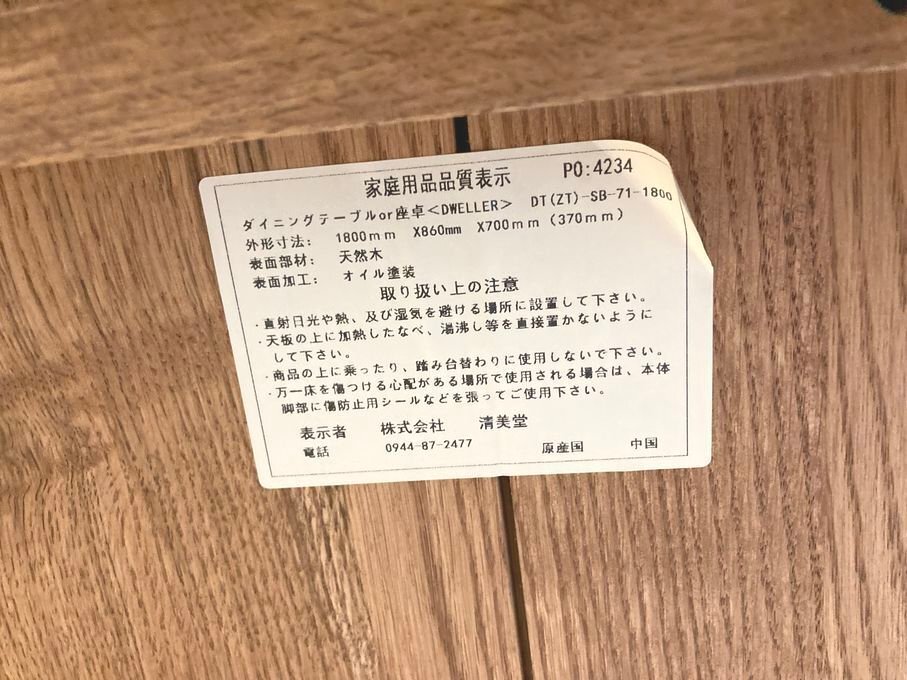 家庭用品品質表示 PO:4234
ダイニングテーブルor座卓<DWELLER> DT(ZT)-SB-71-1800
外形寸法: 1800mm X860mm X700mm (370mm)
表面部材: 天然木
表面加工: オイル塗装
取り扱い上の注意
・直射日光や熱、及び湿気を避ける場所に設置して下さい。
・天板の上に加熱したなべ、湯沸し等を直接置かないように
して下さい。
・商品の上に乗ったり、踏み台替わりに使用しないで下さい。
・万一床を傷つける心配がある場所で使用される場合は、本体
脚部に傷防止用シールなどを張ってご使用下さい。
表示者 株式会社 清美堂
電話 0944-87-2477 原産国 中国